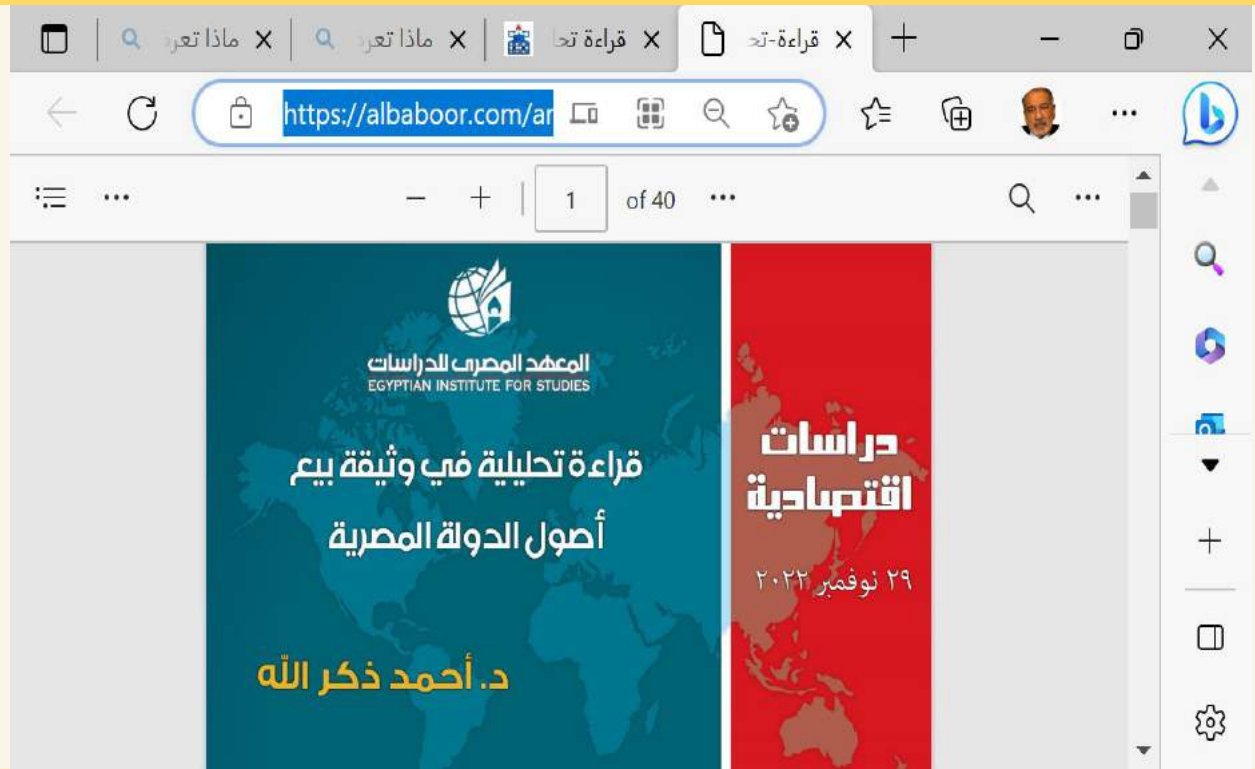 ماذا تعر
ماذا تعر
قراءة تحا
قراءة-تح
https://albaboor.com/ar
1 of 40
المعهد المصري للدراسات
EGYPTIAN INSTITUTE FOR STUDIES
قراءة تحليلية في وثيقة بيع
أصول الدولة المصرية
د. أحمد ذكر الله
دراسات
اقتصادية
٢٩ نوفمبر ٢٠٢٢